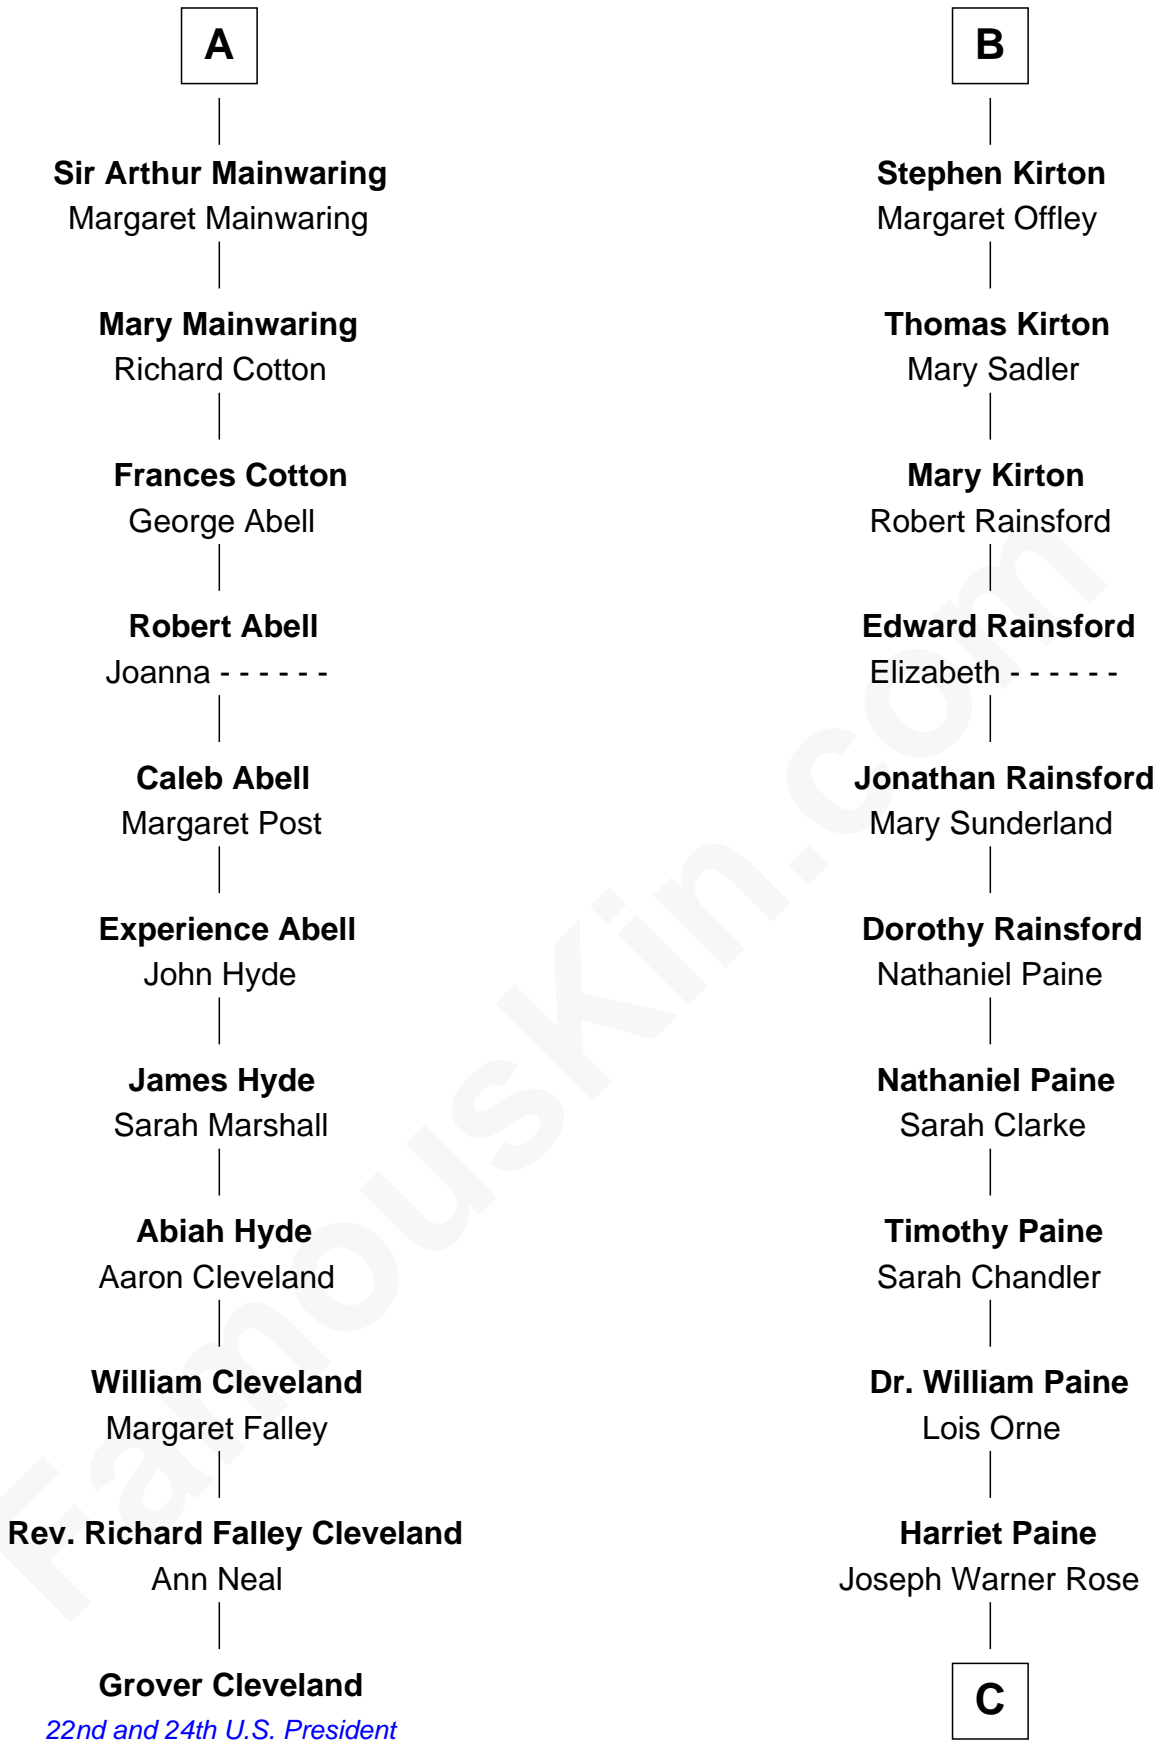 A
Sir Arthur Mainwaring
Margaret Mainwaring
Mary Mainwaring
Richard Cotton
Frances Cotton
George Abell
Robert Abell
Joanna - - - - - -
Caleb Abell
Margaret Post
Experience Abell
John Hyde
James Hyde
Sarah Marshall
Abiah Hyde
Aaron Cleveland
William Cleveland
Margaret Falley
Rev. Richard Falley Cleveland
Ann Neal
Grover Cleveland
22nd and 24th U.S. President
B
Stephen Kirton
Margaret Offley
Thomas Kirton
Mary Sadler
Mary Kirton
Robert Rainsford
Edward Rainsford
Elizabeth - - - - - -
Jonathan Rainsford
Mary Sunderland
Dorothy Rainsford
Nathaniel Paine
Nathaniel Paine
Sarah Clarke
Timothy Paine
Sarah Chandler
Dr. William Paine
Lois Orne
Harriet Paine
Joseph Warner Rose
C
FamousKin.com